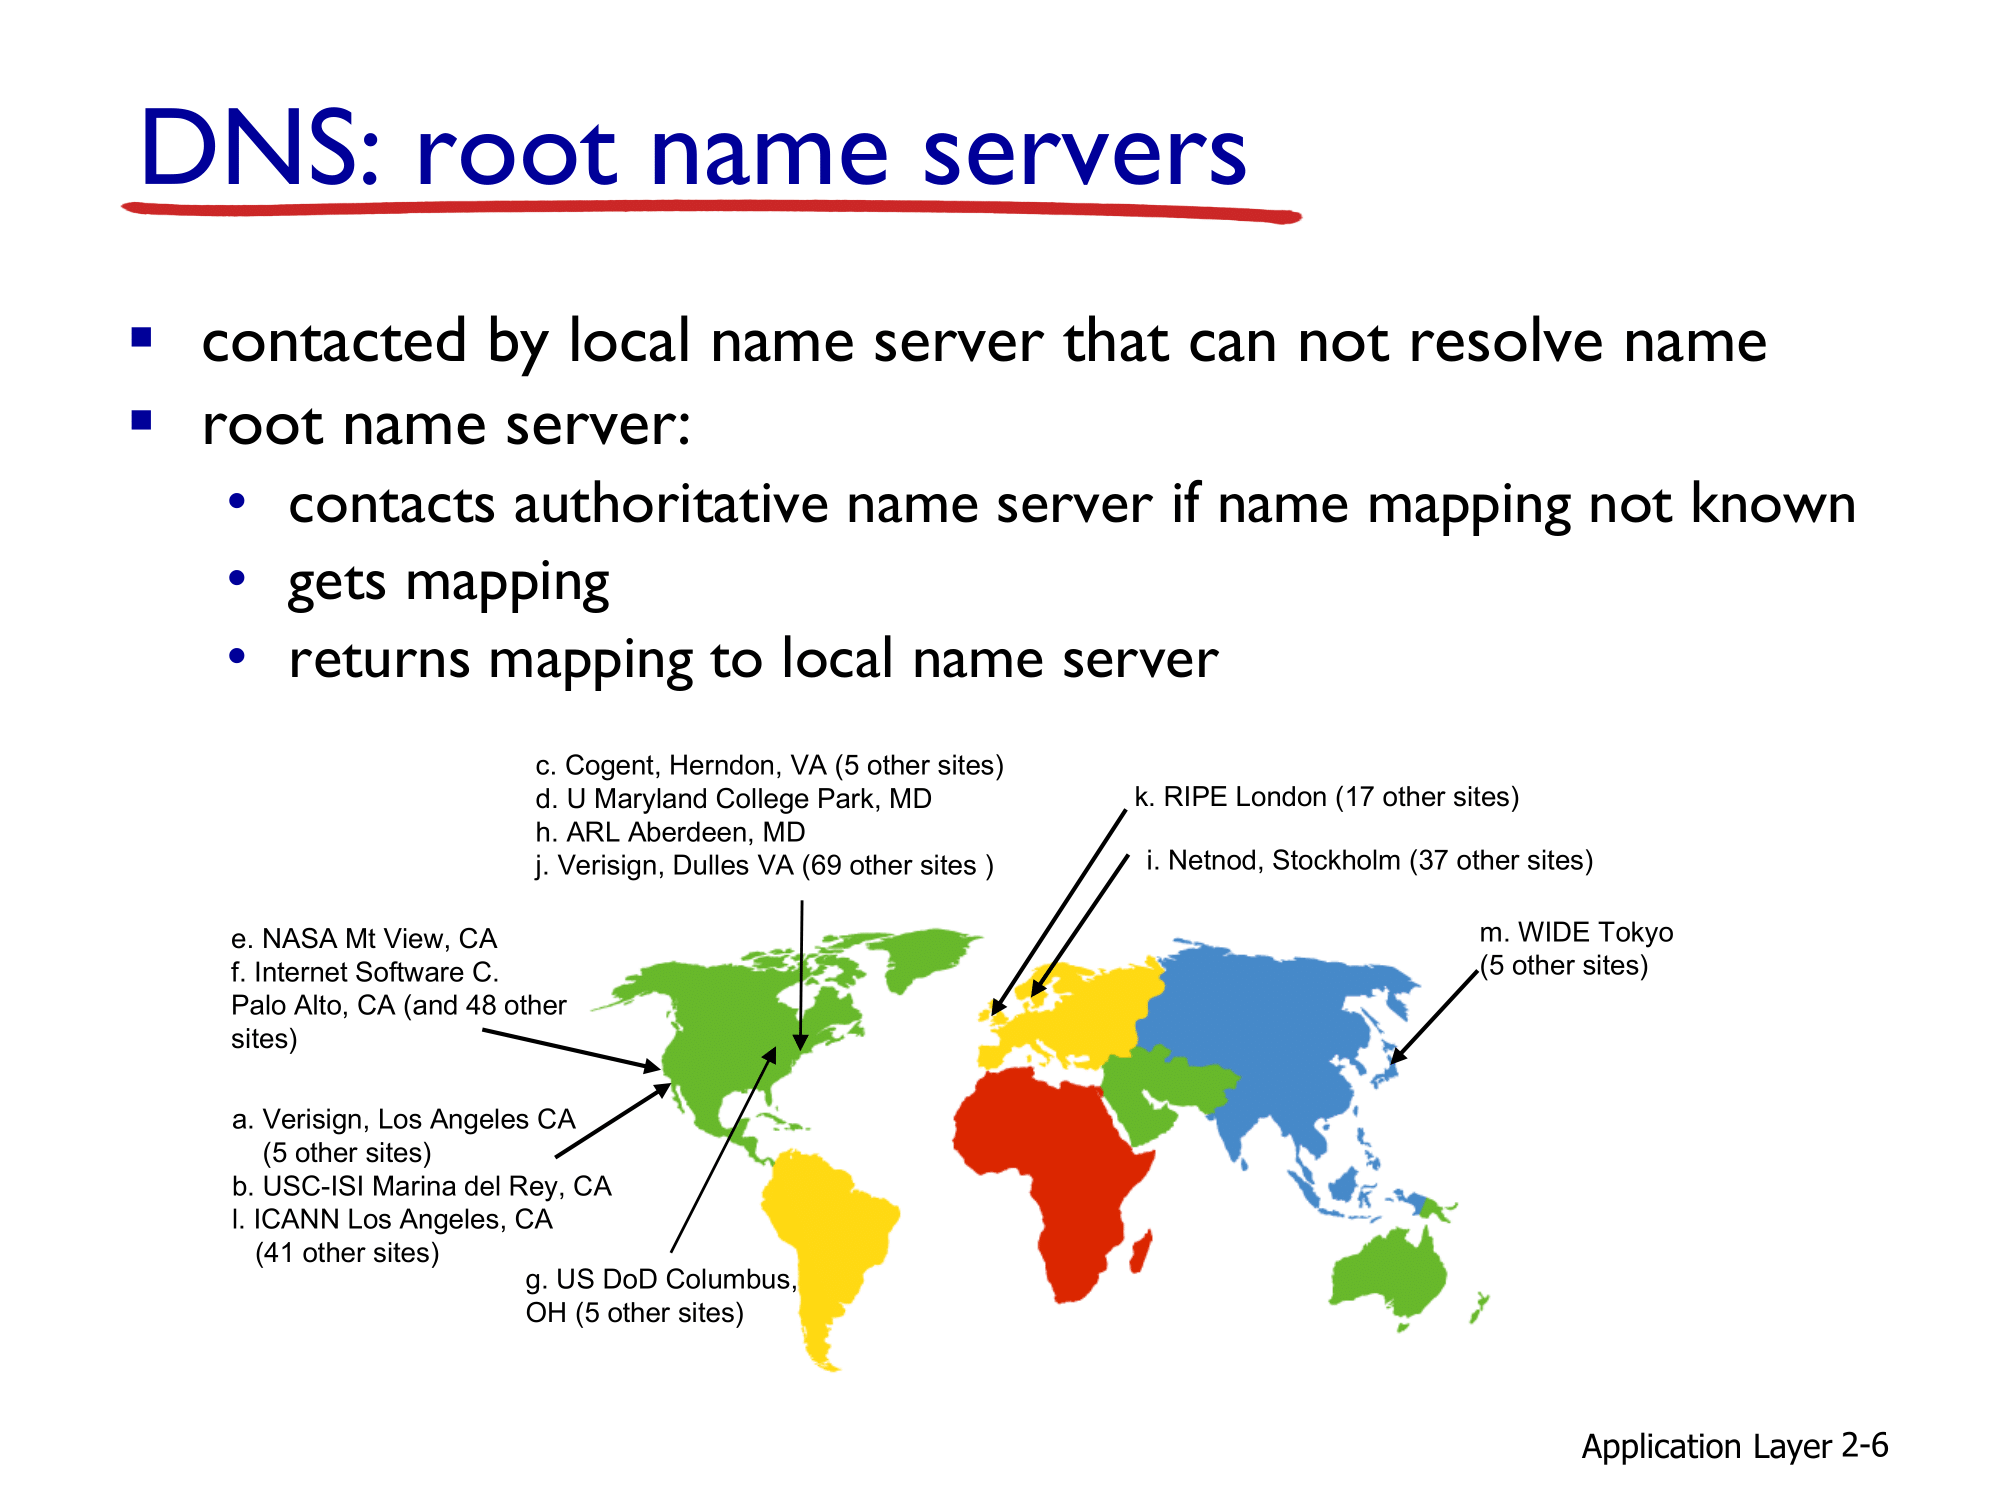 DNS: root name servers
▪ contacted by local name server that can not resolve name
▪ root name server:
• contacts authoritative name server if name mapping not known
• gets mapping
• returns mapping to local name server
c. Cogent, Herndon, VA (5 other sites)
d. U Maryland College Park, MD
h. ARL Aberdeen, MD
j. Verisign, Dulles VA (69 other sites )
k. RIPE London (17 other sites)
i. Netnod, Stockholm (37 other sites)
m. WIDE Tokyo
(5 other sites)
e. NASA Mt View, CA
f. Internet Software C.
Palo Alto, CA (and 48 other
sites)
a. Verisign, Los Angeles CA
(5 other sites)
b. USC-ISI Marina del Rey, CA
l. ICANN Los Angeles, CA
(41 other sites)
g. US DoD Columbus,
OH (5 other sites)
Application Layer 2-6